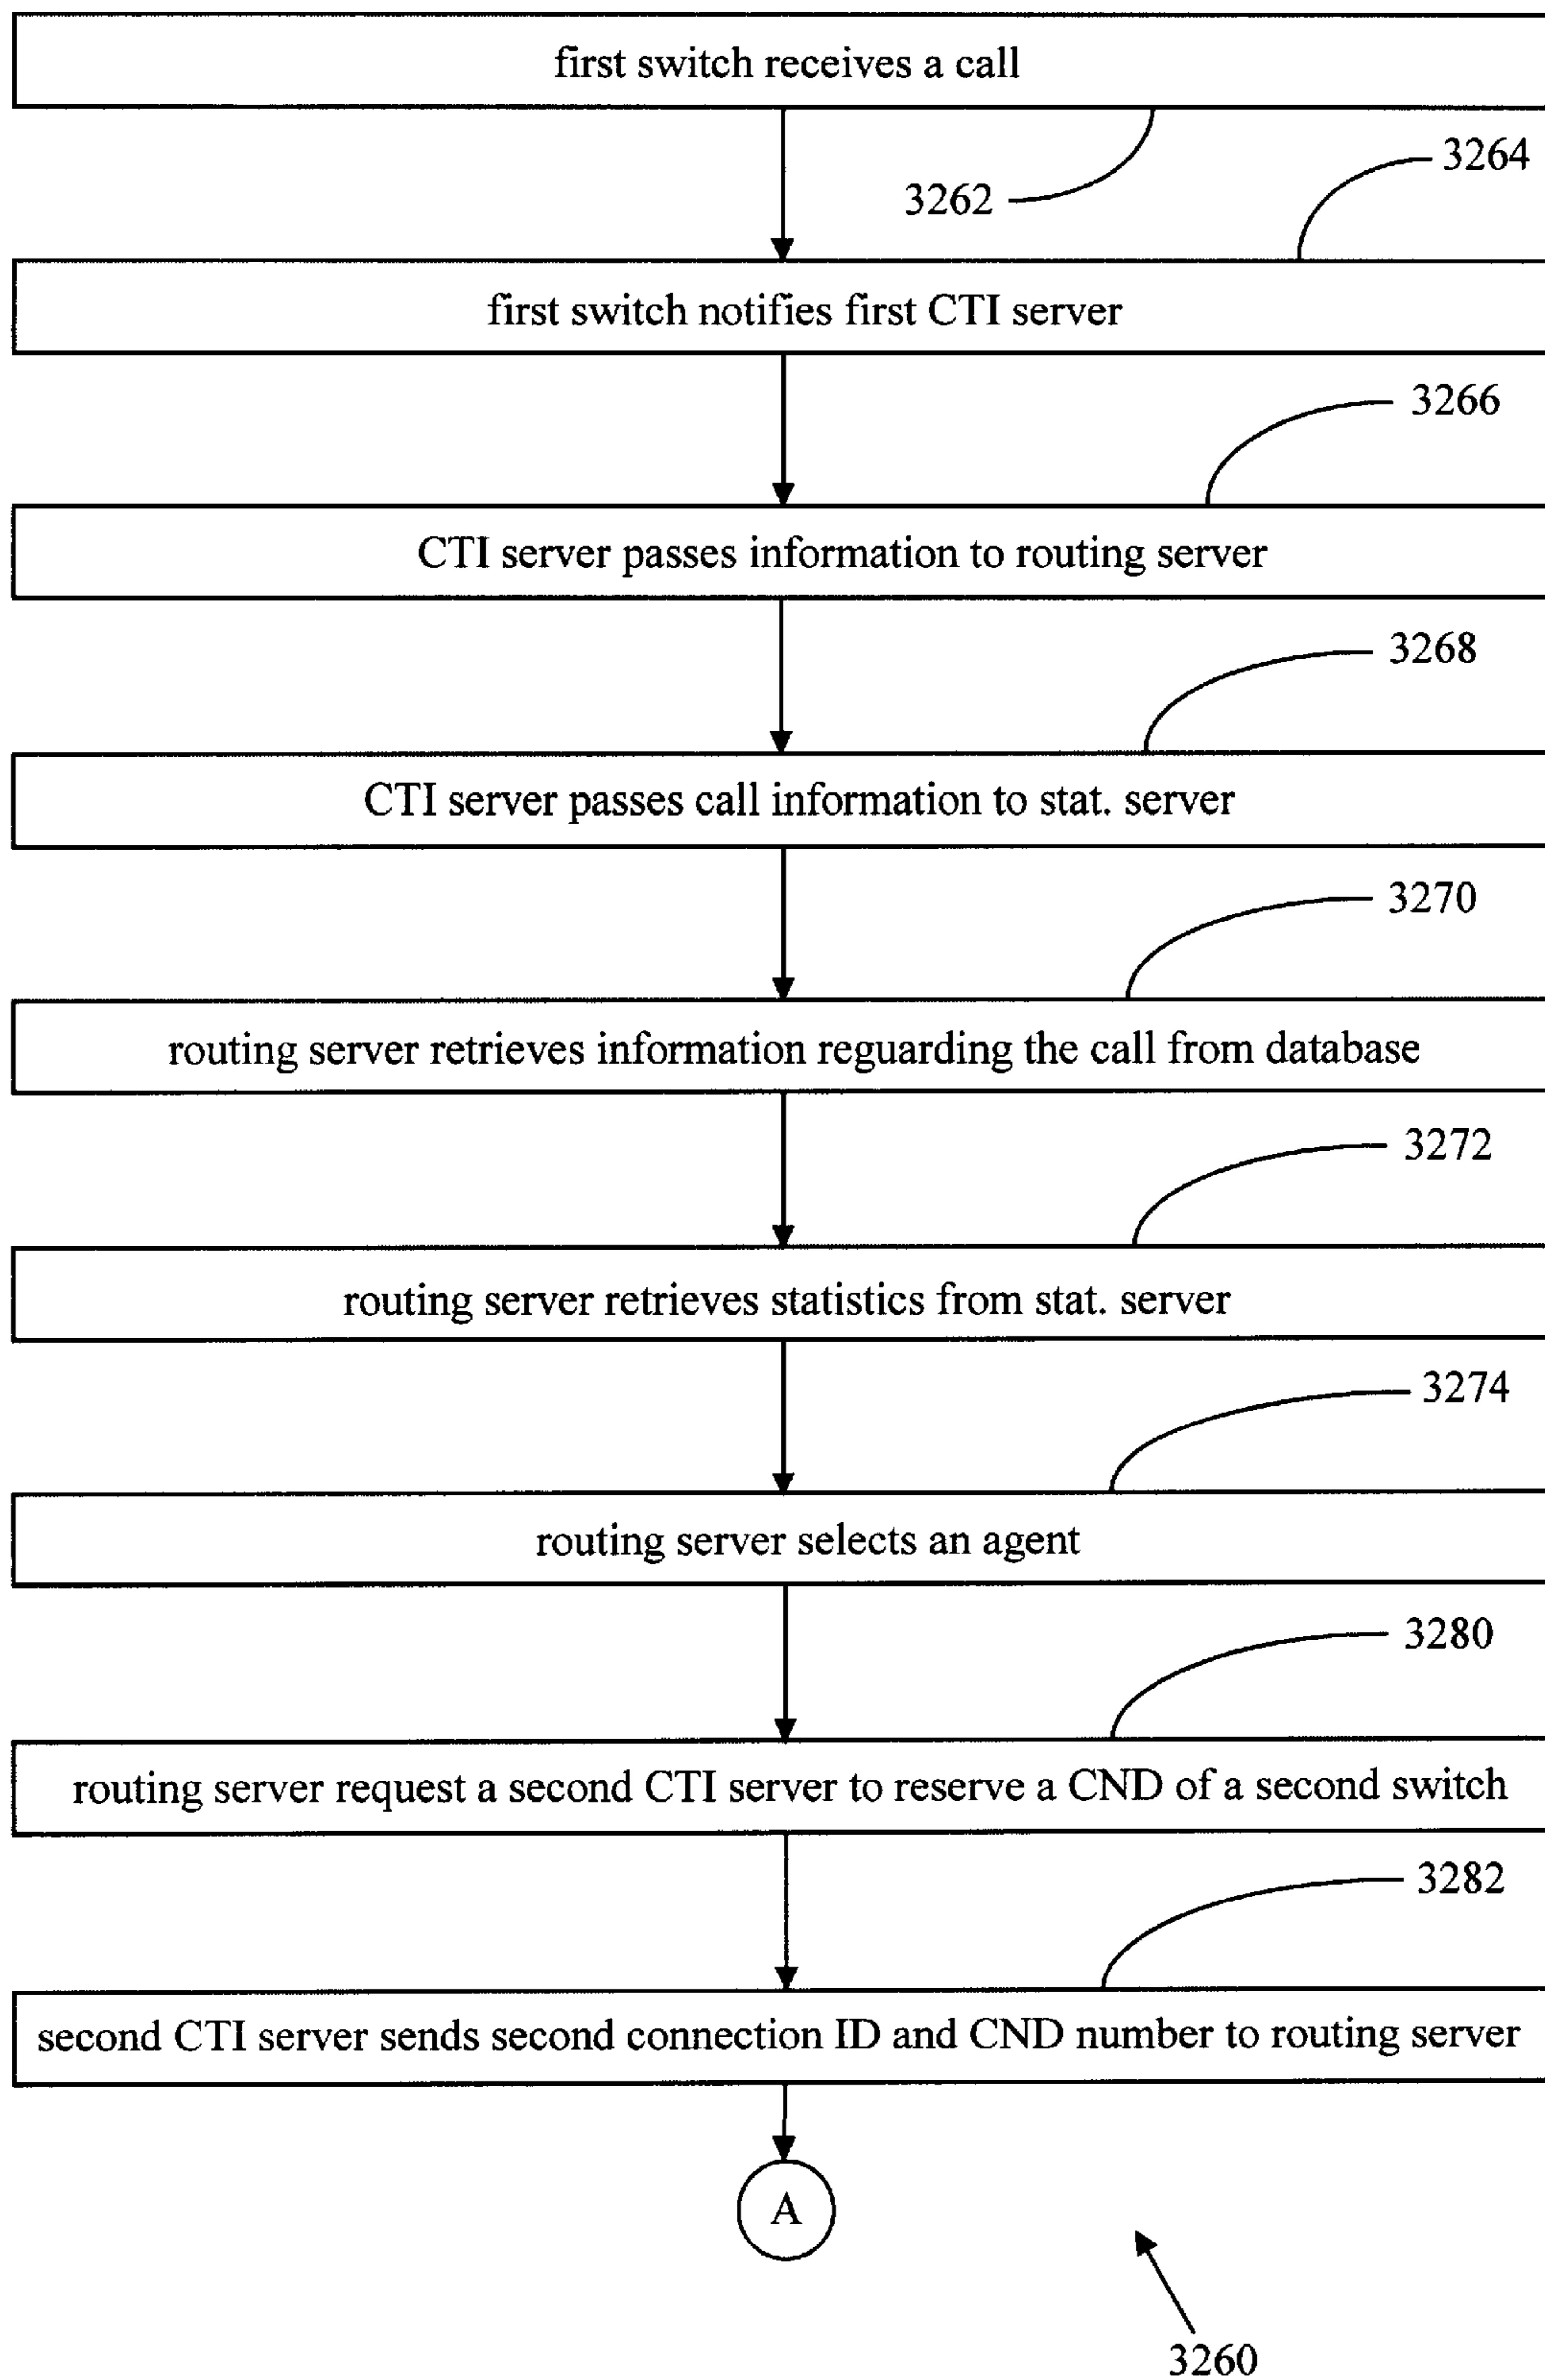 first switch receives a call
3262
3264
first switch notifies first CTI server
3266
CTI server passes information to routing server
3268
CTI server passes call information to stat. server
3270
routing server retrieves information reguarding the call from database
3272
routing server retrieves statistics from stat. server
3274
routing server selects an agent
3280
routing server request a second CTI server to reserve a CND of a second switch
3282
second CTI server sends second connection ID and CND number to routing server
A
3260